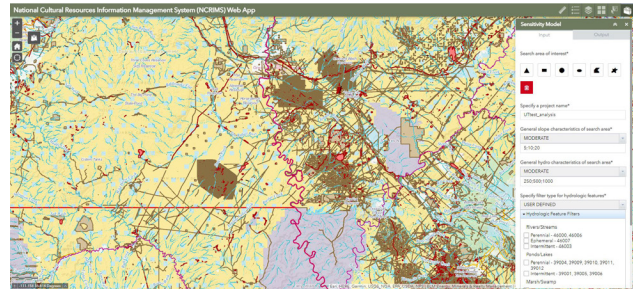 National Cultural Resources Information Management System (NCRIMS) Web App
Sensitivity Model
Input
Output
Search area of interest*
Specify a project name*
UTtest_analysis
General slope characteristics of search area*
MODERATE
5;10;20
General hydro characteristics of search area*
MODERATE
250;500;1000
Specify filter type for hydrologic features*
USER DEFINED
Hydrologic Feature Filters
Rivers/Streams
Perennial - 46000, 46006
Ephemeral - 46007
Intermittent - 46003
Ponds/Lakes
Perennial - 39004, 39009, 39010, 39011,
39012
Intermittent - 39001, 39005, 39006
Marsh/Swamp